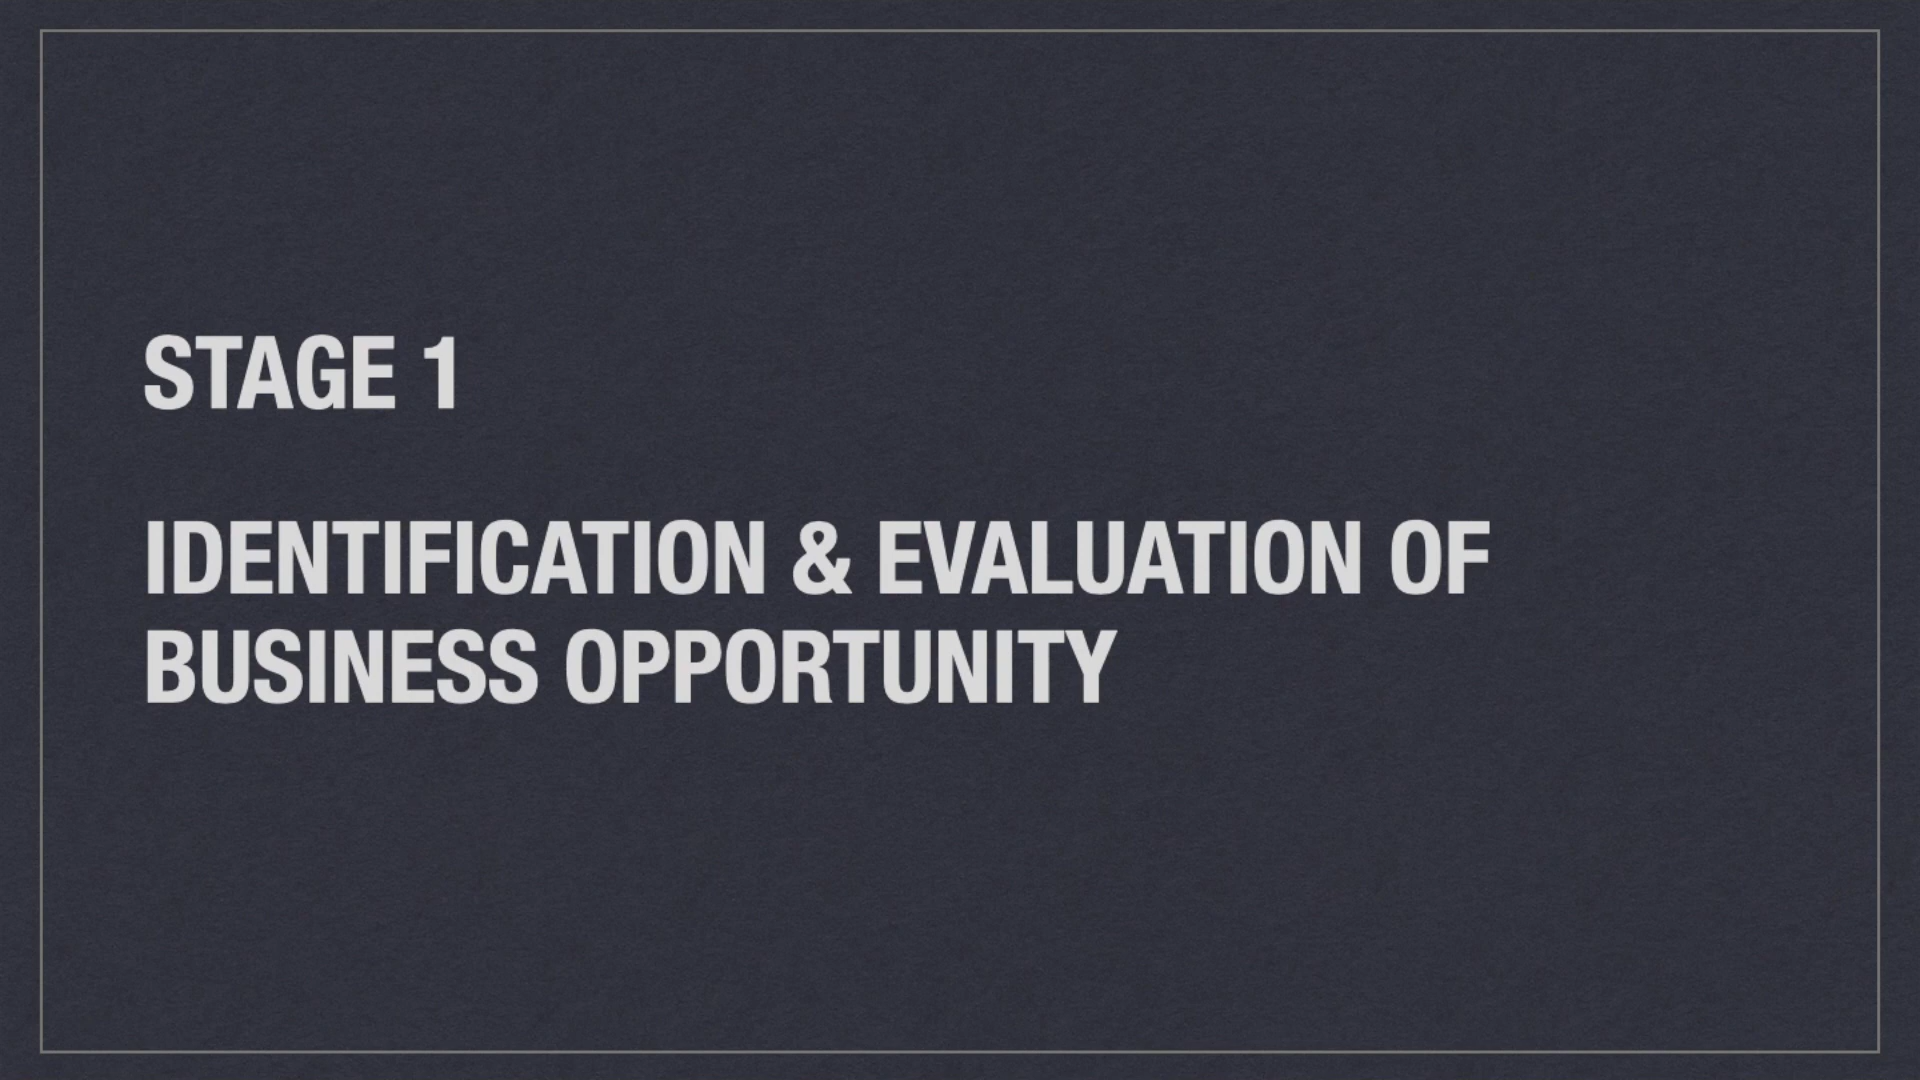 STAGE 1
IDENTIFICATION & EVALUATION OF
BUSINESS OPPORTUNITY